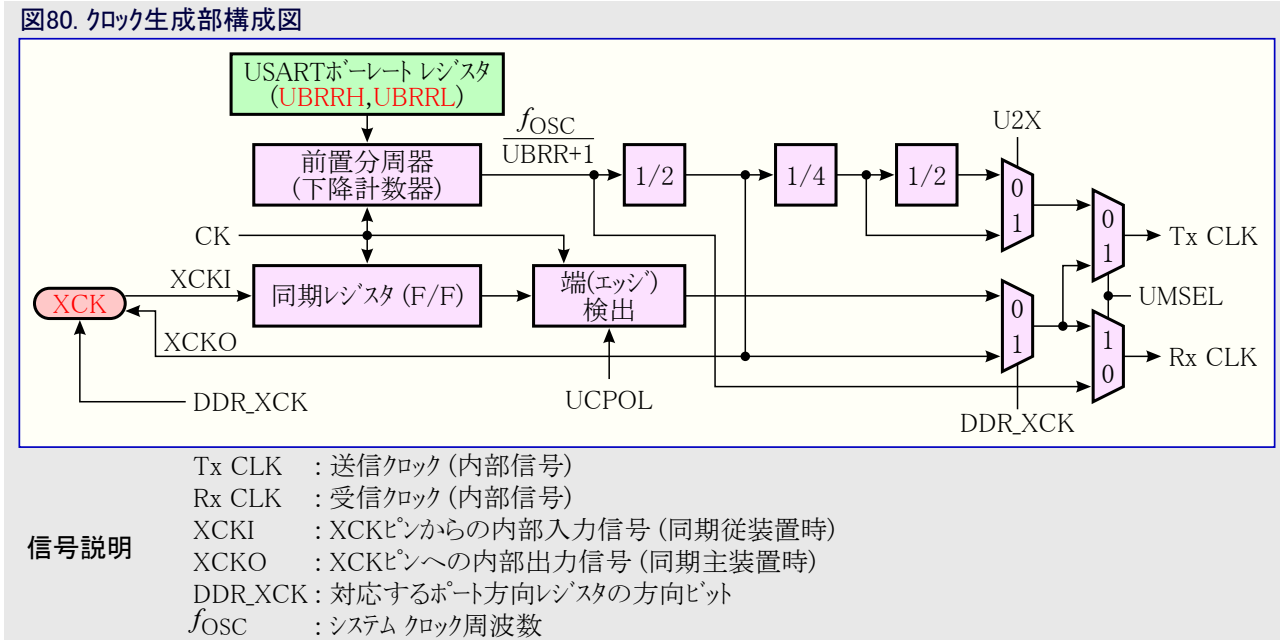 図80. クロック生成部構成図
USARTボーレート レジスタ
(UBRRH,UBRRL)
fOSC
UBRR+1
U2X
前置分周器
(下降計数器)
1/2
1/4
1/2
0
1
0
1
Tx CLK
CK
XCKI
XCK
同期レジスタ (F/F)
端(エッジ)
検出
0
1
UMSEL
XCKO
1
0
Rx CLK
DDR_XCK
UCPOL
DDR_XCK
信号説明
Tx CLK : 送信クロック (内部信号)
Rx CLK : 受信クロック (内部信号)
XCKI : XCKピンからの内部入力信号 (同期従装置時)
XCKO : XCKピンへの内部出力信号 (同期主装置時)
DDR_XCK : 対応するポート方向レジスタの方向ビット
fOSC : システム クロック周波数